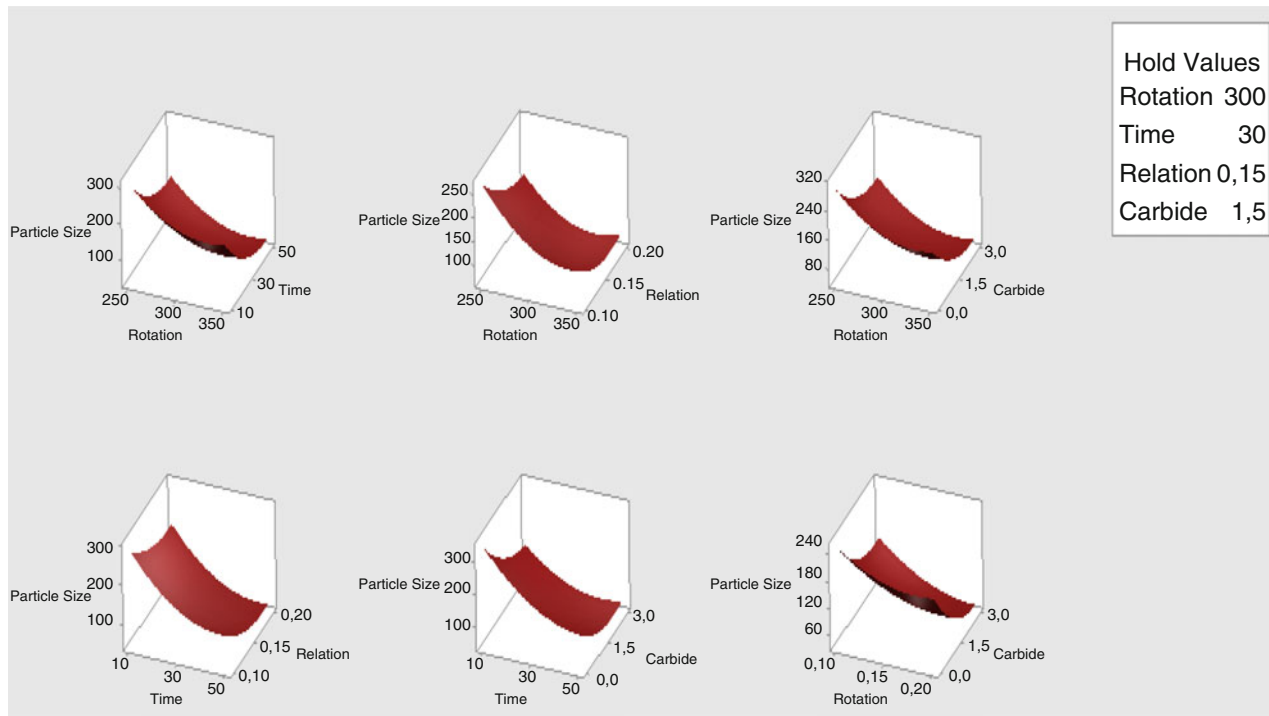 Hold Values
Rotation 300
Time 30
Relation 0,15
Carbide 1,5
300
200
Particle Size
100
250
300
350
Rotation
10
30
50
Time
250
200
Particle Size
150
100
250
300
350
Rotation
0.10
0.15
0.20
Relation
320
240
Particle Size
160
80
250
300
350
Rotation
0,0
1,5
3,0
Carbide
300
200
Particle Size
100
10
30
50
Time
0,10
0,15
0,20
Relation
300
200
Particle Size
100
10
30
50
Time
0,0
1,5
3,0
Carbide
240
180
Particle Size
120
60
0,10
0,15
0,20
Rotation
0,0
1,5
3,0
Carbide